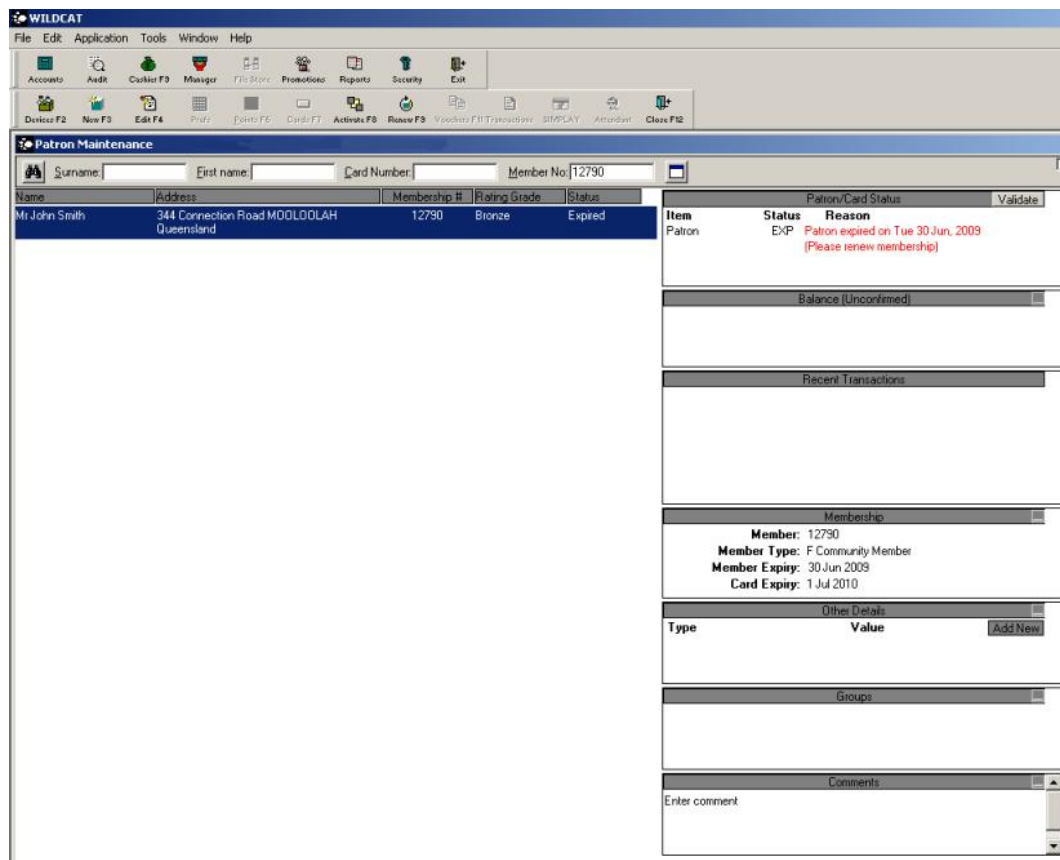 WILDCAT
File Edit Application Tools Window Help
Accounts Audit Cashier F9 Manager File Store Promotions Reports Security Exit
Devices F2 New F3 Edit F4 Prefs Points F6 Cards F7 Activate F8 Renew F9 Vouchers F11 Transactions SIMPLAY Attendant Close F12
Patron Maintenance
Surname: First name: Card Number: Member No: 12790
Name Address Membership # Rating Grade Status
Mr John Smith 344 Connection Road MOOLOOLAH 12790 Bronze Expired
Queensland
Patron/Card Status Validate
Item Status Reason
Patron EXP Patron expired on Tue 30 Jun, 2009
(Please renew membership)
Balance (Unconfirmed)
Recent Transactions
Membership
Member: 12790
Member Type: F Community Member
Member Expiry: 30 Jun 2009
Card Expiry: 1 Jul 2010
Other Details
Type Value Add New
Groups
Comments
Enter comment